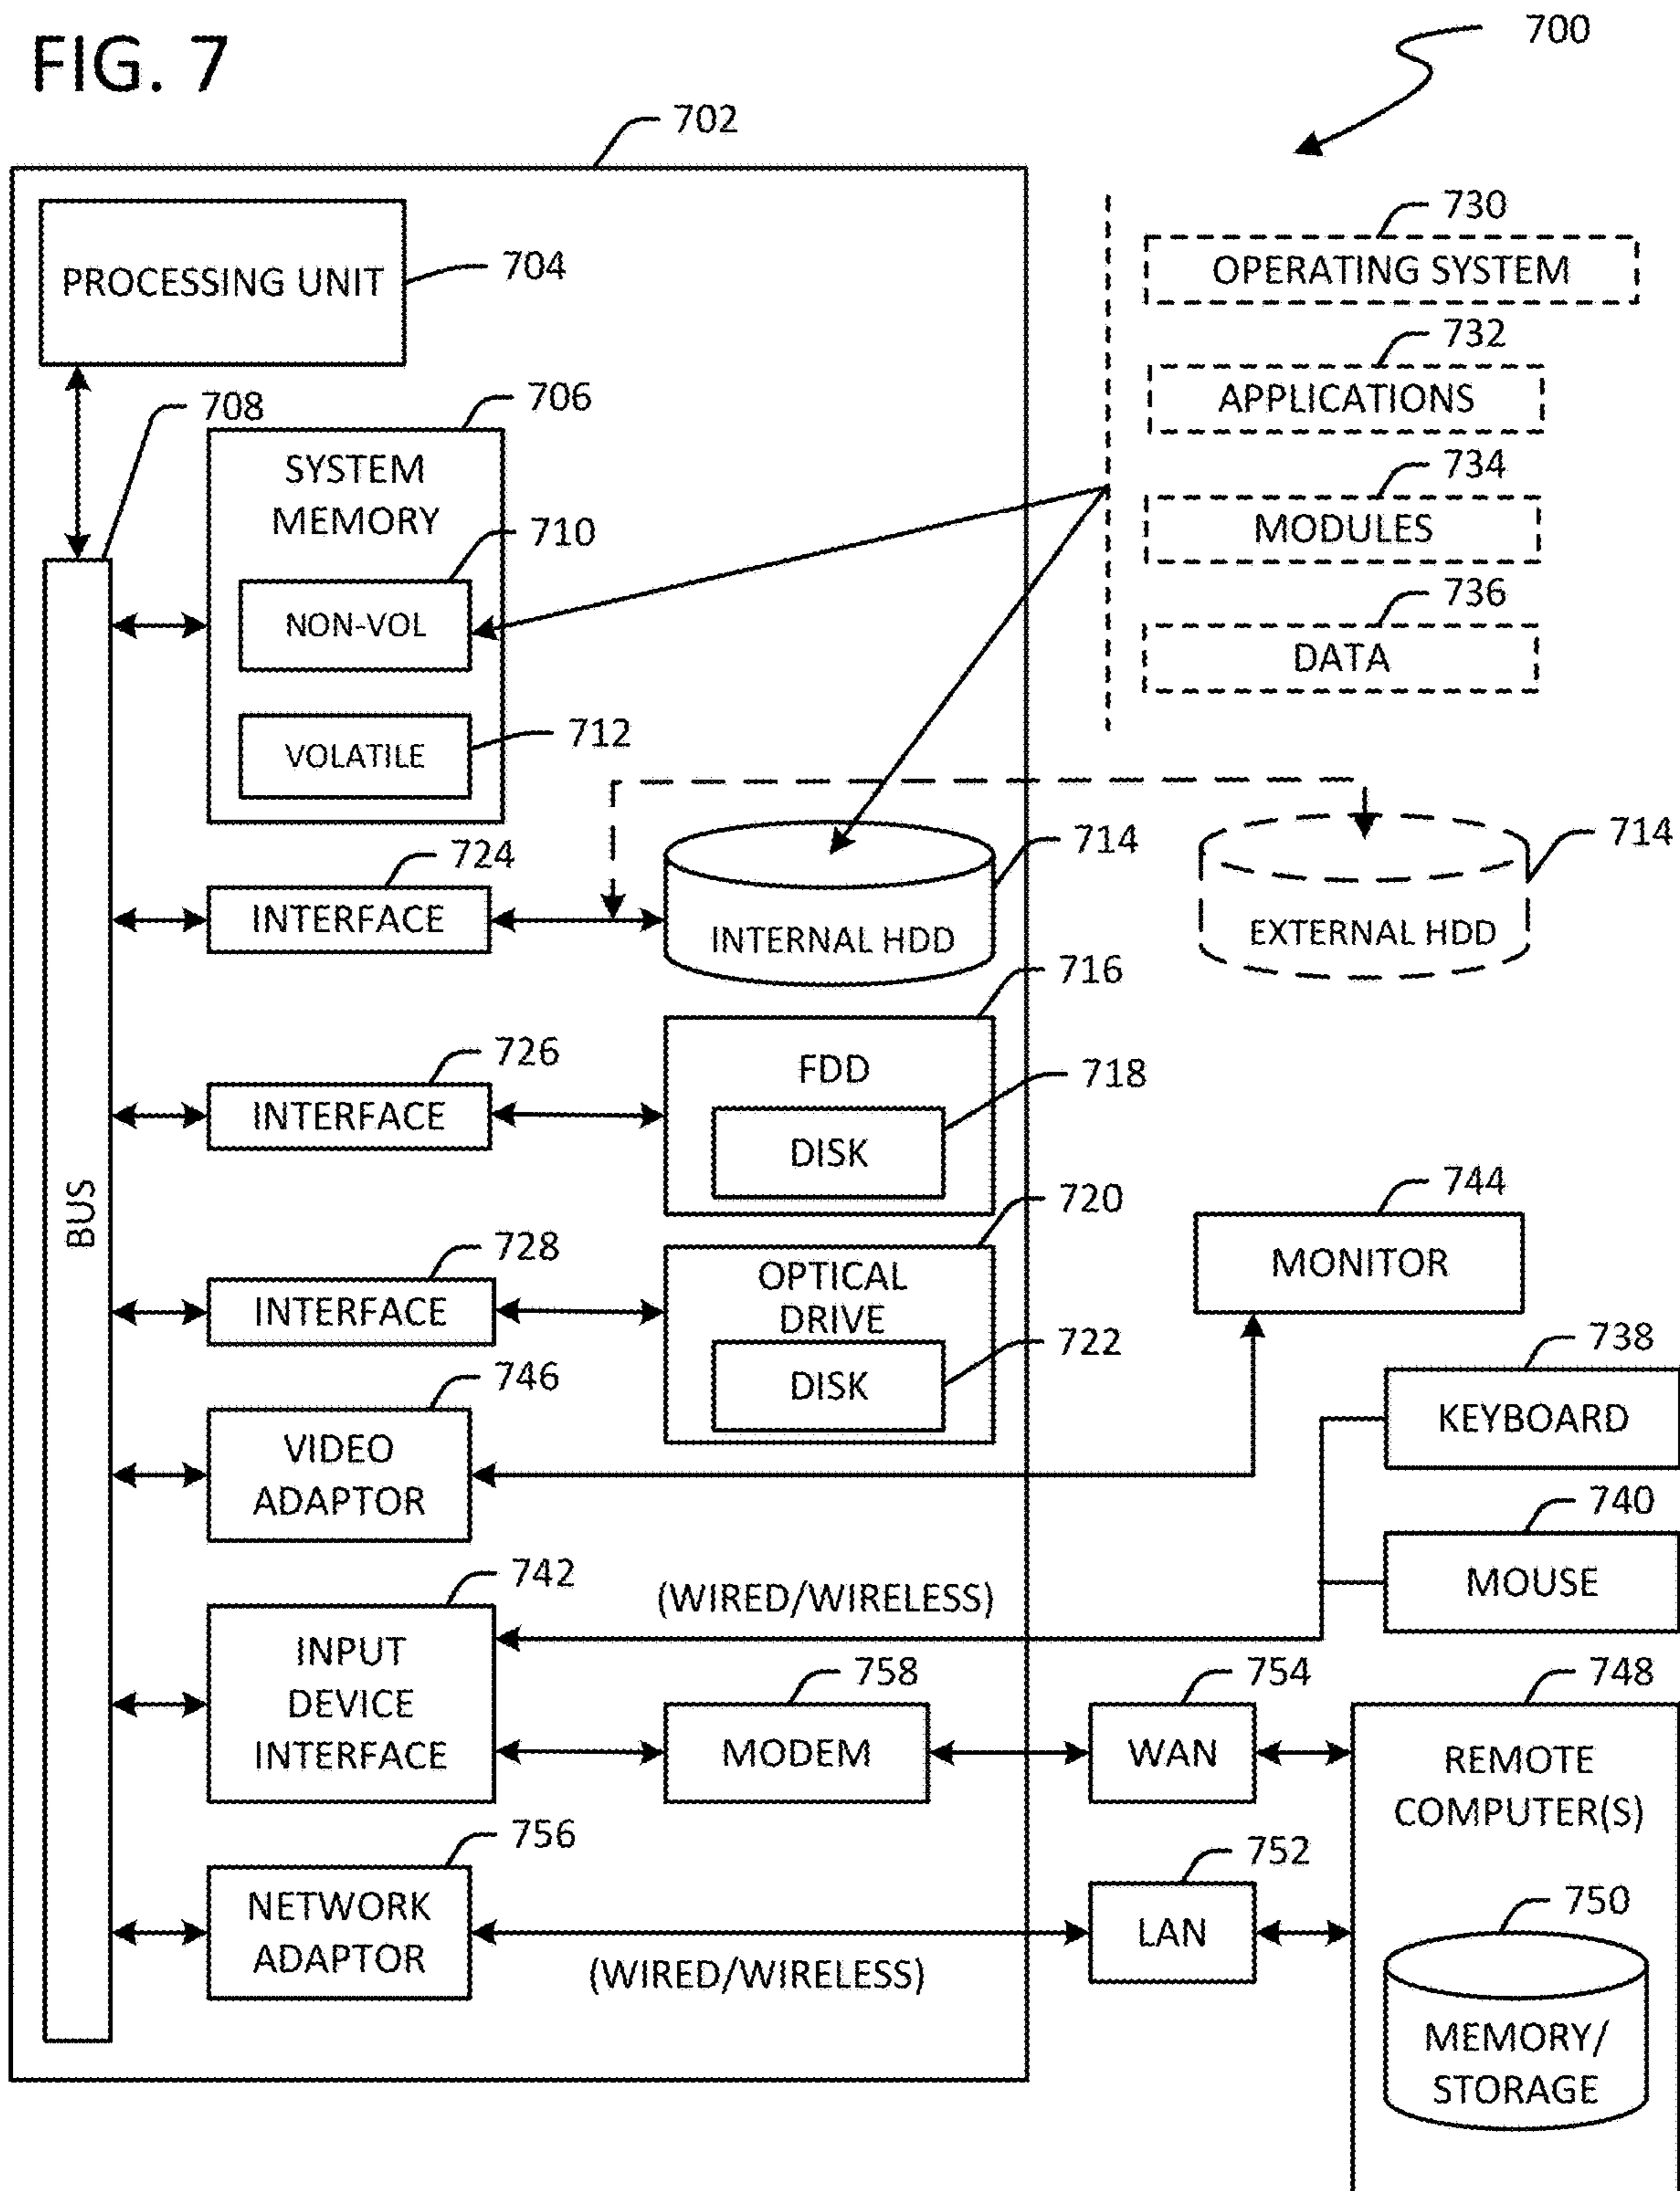 FIG. 7
700
702
PROCESSING UNIT
704
730
OPERATING SYSTEM
732
APPLICATIONS
734
MODULES
736
DATA
708
706
SYSTEM
MEMORY
710
NON-VOL
712
VOLATILE
724
INTERFACE
714
INTERNAL HDD
714
EXTERNAL HDD
716
726
INTERFACE
FDD
718
DISK
BUS
720
728
INTERFACE
OPTICAL
DRIVE
722
DISK
744
MONITOR
738
KEYBOARD
746
VIDEO
ADAPTOR
740
MOUSE
742
INPUT
DEVICE
INTERFACE
(WIRED/WIRELESS)
758
MODEM
754
WAN
748
REMOTE
COMPUTER(S)
756
NETWORK
ADAPTOR
(WIRED/WIRELESS)
752
LAN
750
MEMORY/
STORAGE